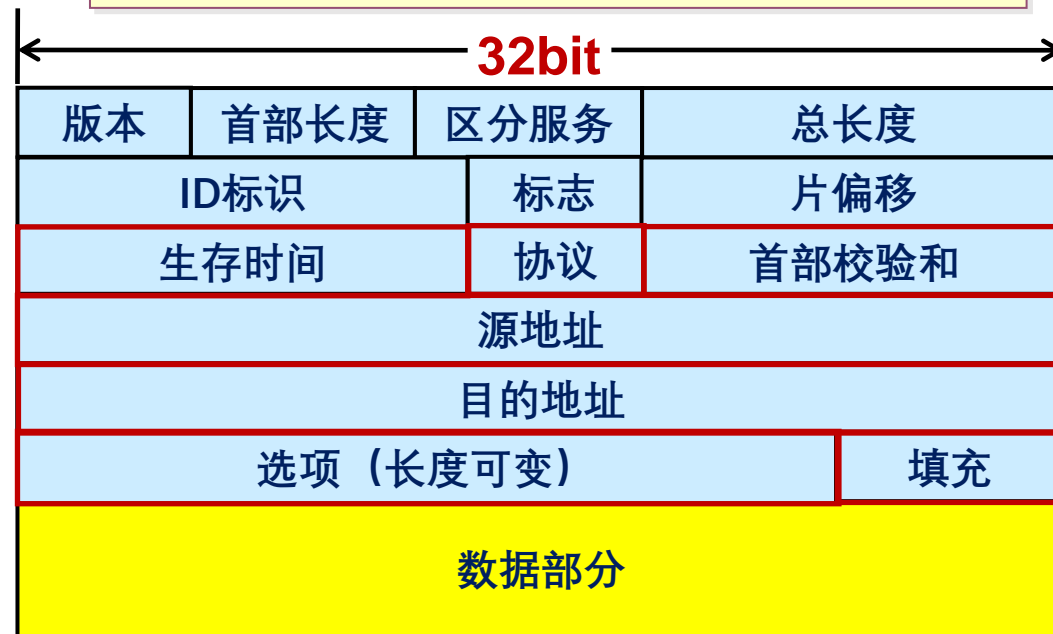 32bit
版本 首部长度 区分服务 总长度
ID标识 标志 片偏移
生存时间 协议 首部校验和
源地址
目的地址
选项（长度可变） 填充
数据部分